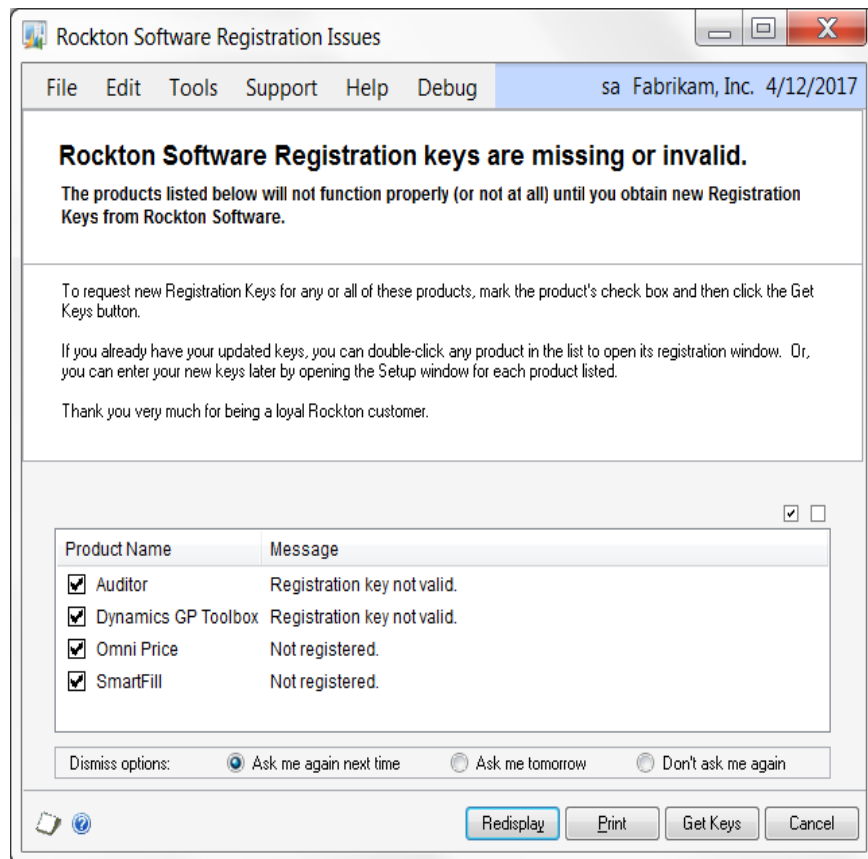 Rockton Software Registration Issues
File Edit Tools Support Help Debug sa Fabrikam, Inc. 4/12/2017
Rockton Software Registration keys are missing or invalid.
The products listed below will not function properly (or not at all) until you obtain new Registration
Keys from Rockton Software.
To request new Registration Keys for any or all of these products, mark the product's check box and then click the Get
Keys button.
If you already have your updated keys, you can double-click any product in the list to open its registration window. Or,
you can enter your new keys later by opening the Setup window for each product listed.
Thank you very much for being a loyal Rockton customer.
Product Name Message
Auditor Registration key not valid.
Dynamics GP Toolbox Registration key not valid.
Omni Price Not registered.
SmartFill Not registered.
Dismiss options: Ask me again next time Ask me tomorrow Don't ask me again
Redisplay Print Get Keys Cancel